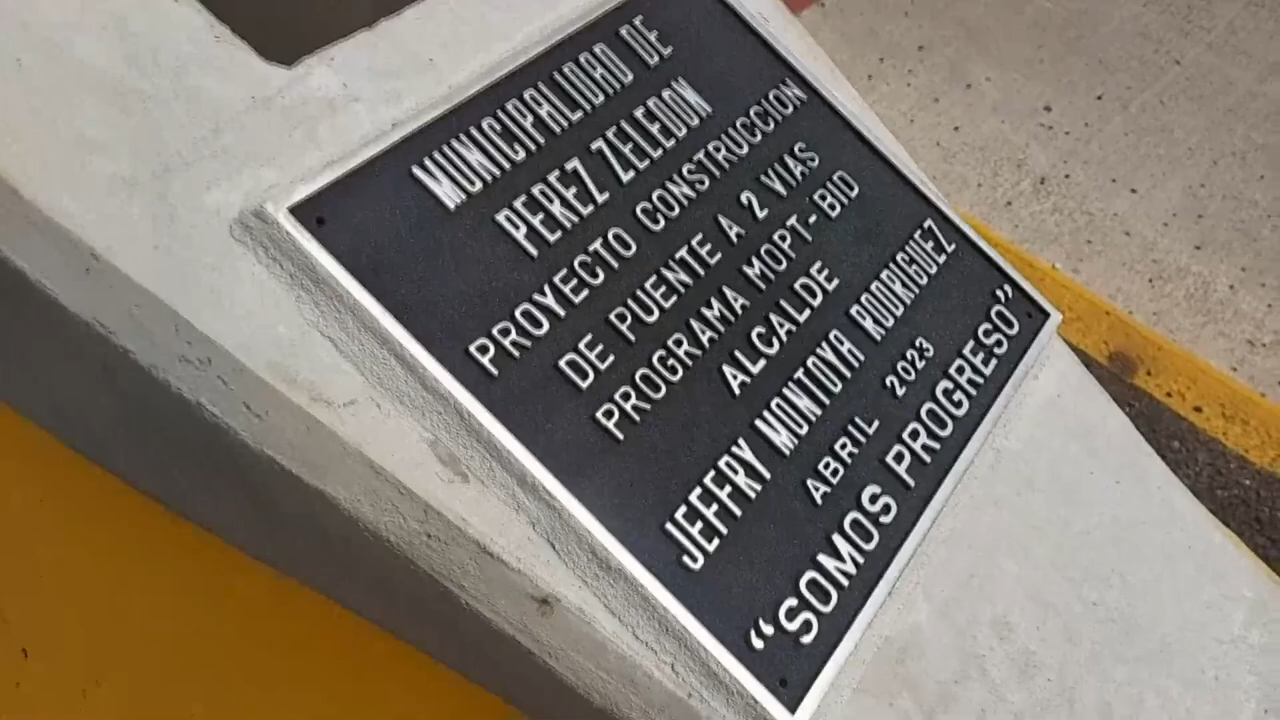 MUNICIPALIDAD DE
PEREZ ZELEDON
PROYECTO CONSTRUCCION
DE PUENTE A 2 VIAS
PROGRAMA MOPT-BID
ALCALDE
JEFFRY MONTOYA RODRIGUEZ
ABRIL 2023
“SOMOS PROGRESO”